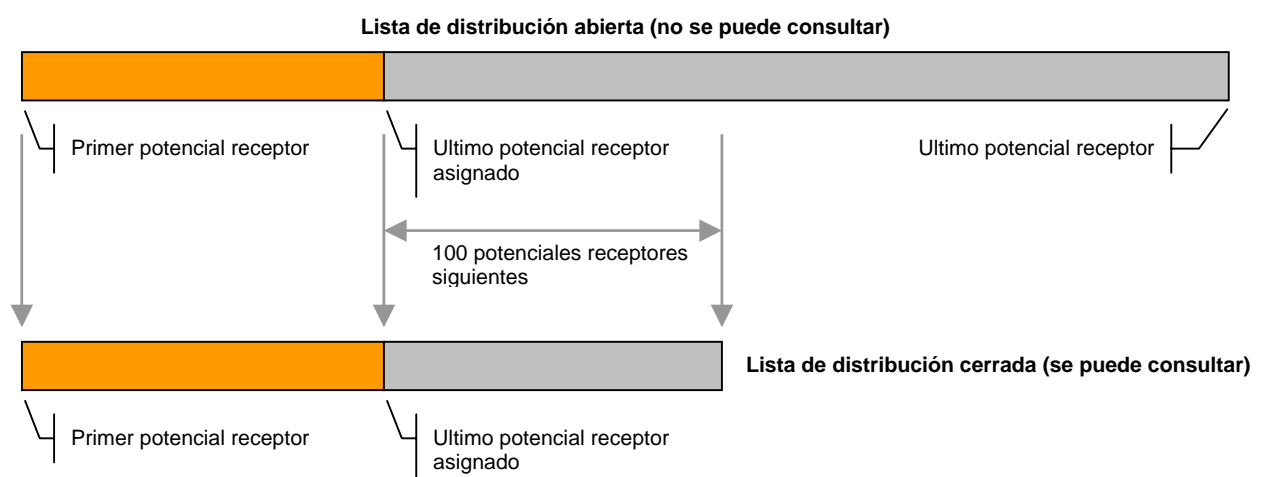 Lista de distribución abierta (no se puede consultar)
Primer potencial receptor
Ultimo potencial receptor
asignado
Ultimo potencial receptor
100 potenciales receptores
siguientes
Lista de distribución cerrada (se puede consultar)
Primer potencial receptor
Ultimo potencial receptor
asignado